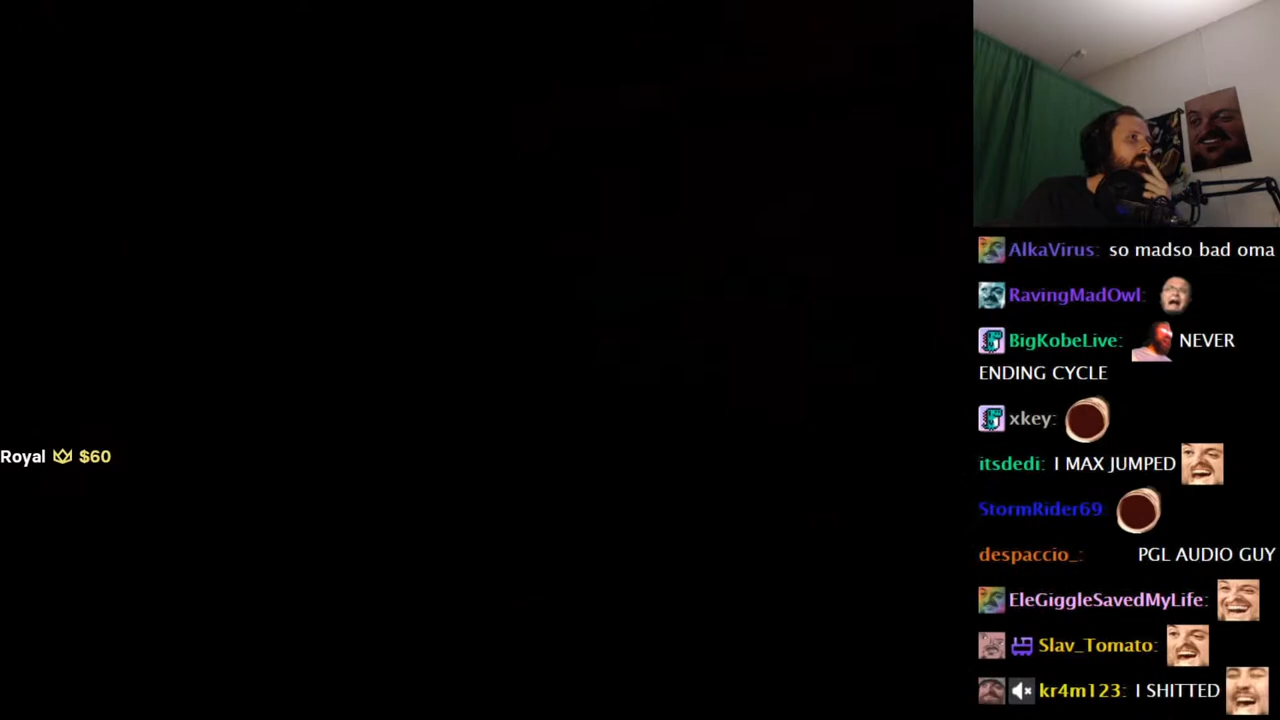 AlkaVirus: so madso bad oma
RavingMadOwl:
BigKobeLive: NEVER
ENDING CYCLE
xkey:
Royal $60
itsdedi: I MAX JUMPED
StormRider69
despaccio_: PGL AUDIO GUY
EleGiggleSavedMyLife:
Slav_Tomato:
kr4m123: I SHITTED